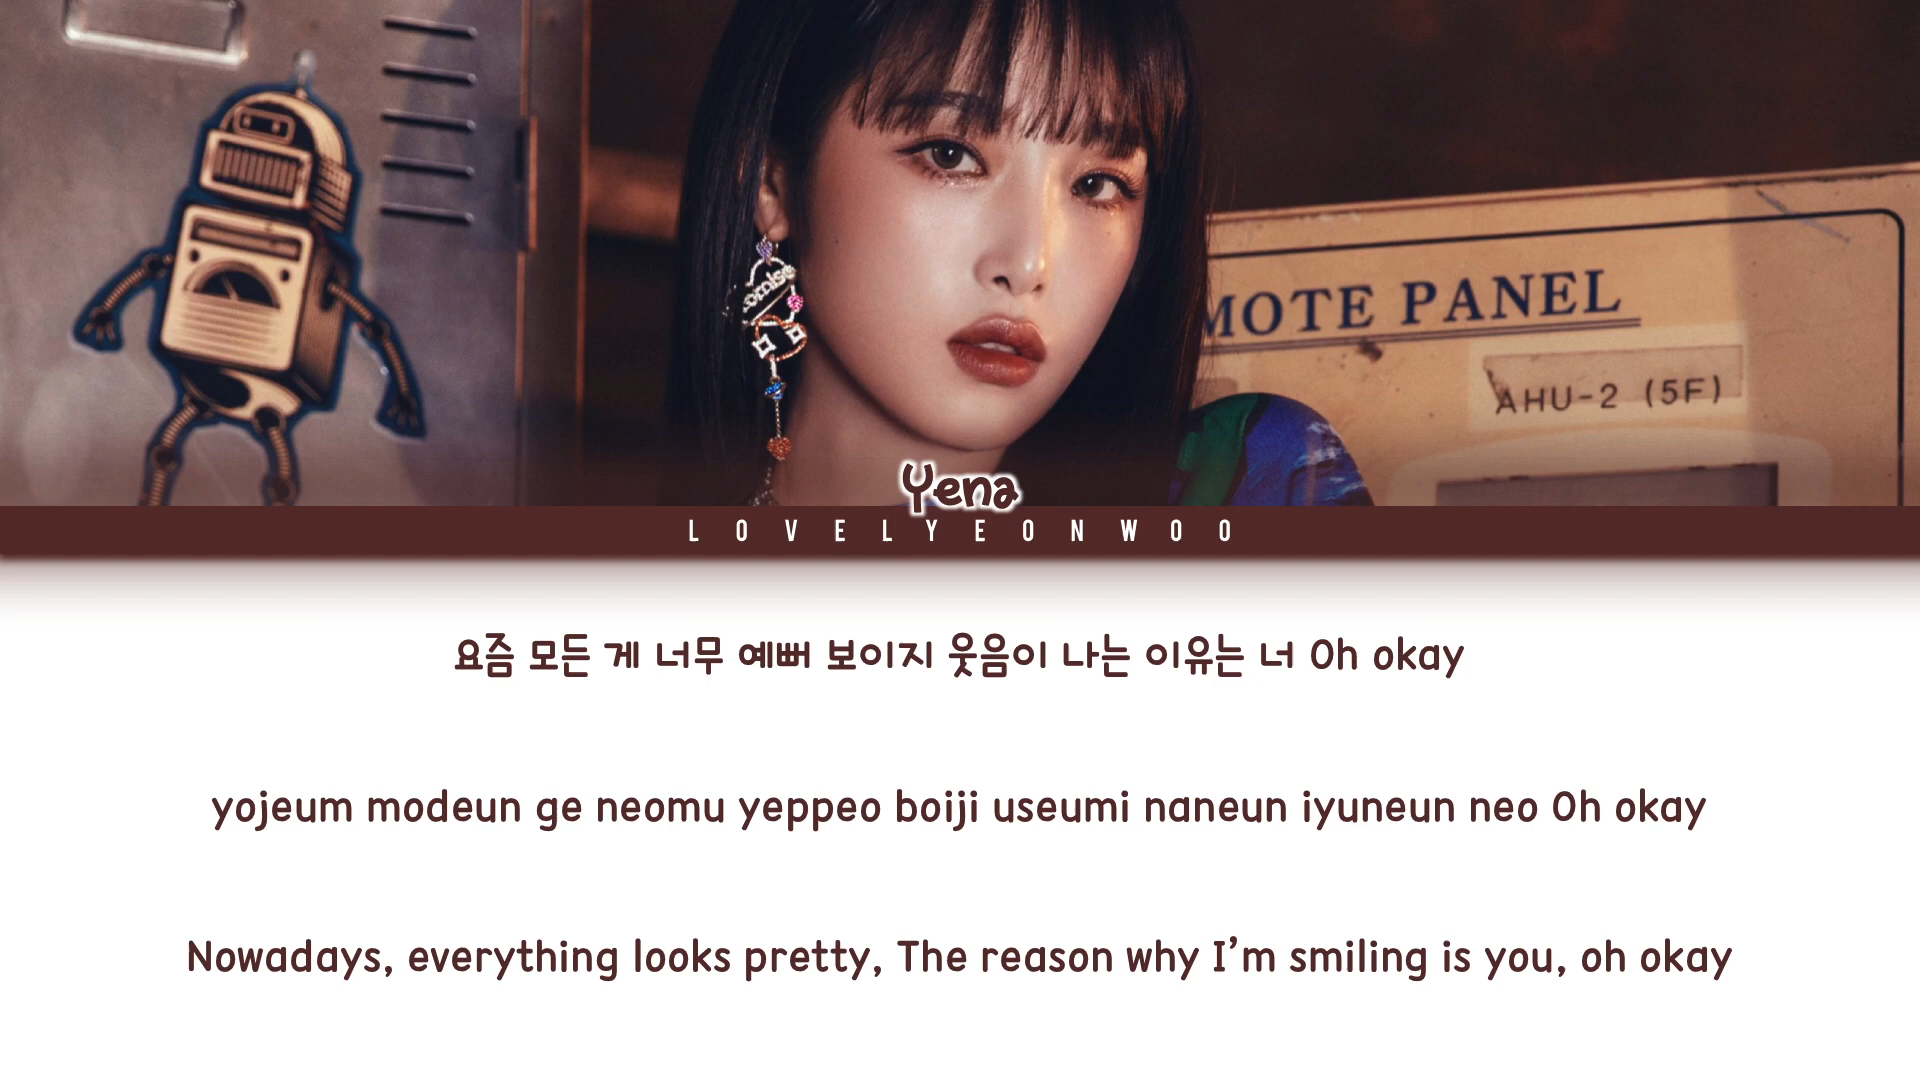 omise
MOTE PANEL
AHU-2 (5F)
Yena
LOVELYEONWOO
요즘 모든 게 너무 예뻐 보이지 웃음이 나는 이유는 너 Oh okay
yojeum modeun ge neomu yeppeo boiji useumi naneun iyuneun neo Oh okay
Nowadays, everything looks pretty, The reason why I’m smiling is you, oh okay